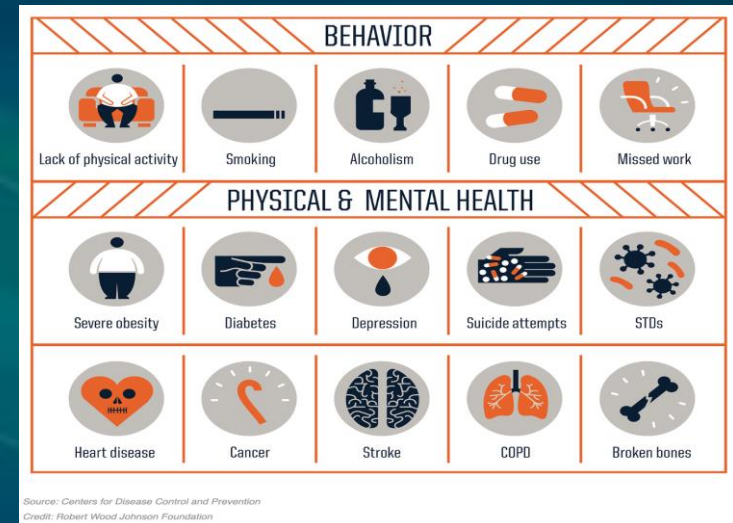 BEHAVIOR
Lack of physical activity
Smoking
Alcoholism
Drug use
Missed work
PHYSICAL & MENTAL HEALTH
Severe obesity
Diabetes
Depression
Suicide attempts
STDs
Heart disease
Cancer
Stroke
COPD
Broken bones
Source: Centers for Disease Control and Prevention
Credit: Robert Wood Johnson Foundation